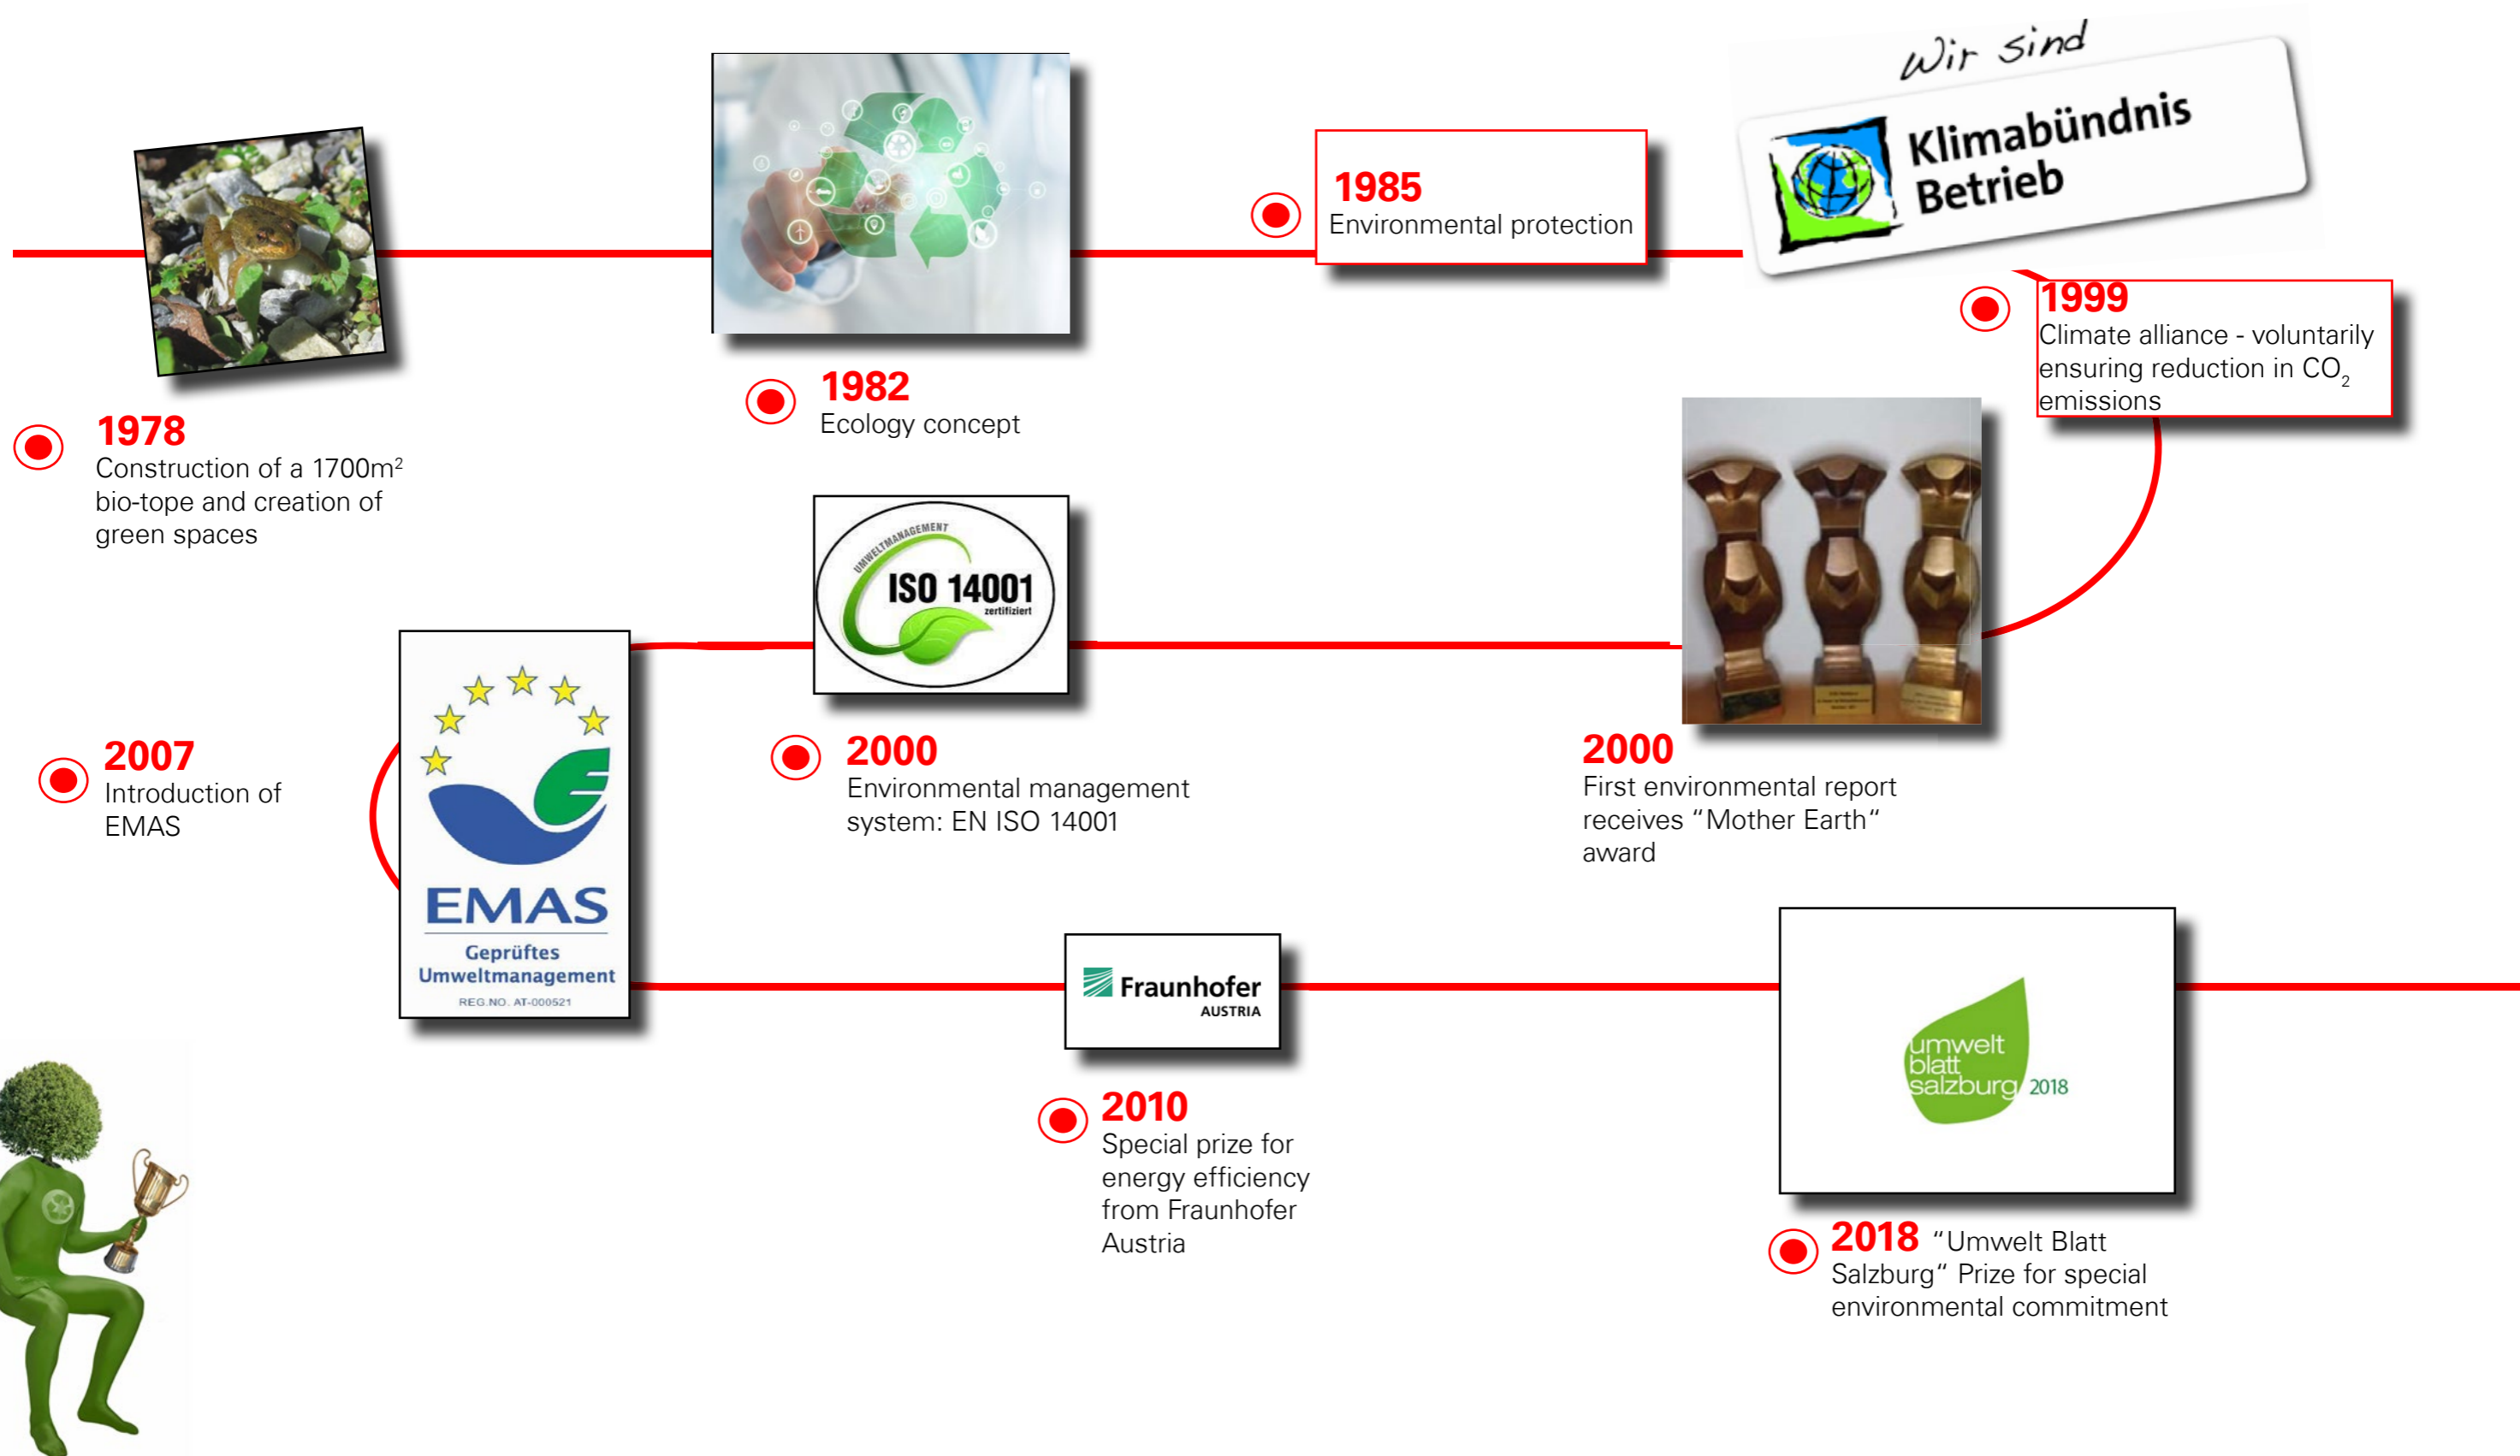 Wir sind
Klimabündnis
Betrieb
1985
Environmental protection
1999
Climate alliance - voluntarily
ensuring reduction in CO₂
emissions
1982
Ecology concept
1978
Construction of a 1700m²
bio-tope and creation of
green spaces
UMWELTMANAGEMENT
ISO 14001
zertifiziert
2000
First environmental report
receives “Mother Earth“
award
2000
Environmental management
system: EN ISO 14001
2007
Introduction of
EMAS
EMAS
Geprüftes
Umweltmanagement
REG.NO. AT-000521
Fraunhofer
AUSTRIA
2010
Special prize for
energy efficiency
from Fraunhofer
Austria
umwelt
blatt
salzburg 2018
2018 “Umwelt Blatt
Salzburg“ Prize for special
environmental commitment